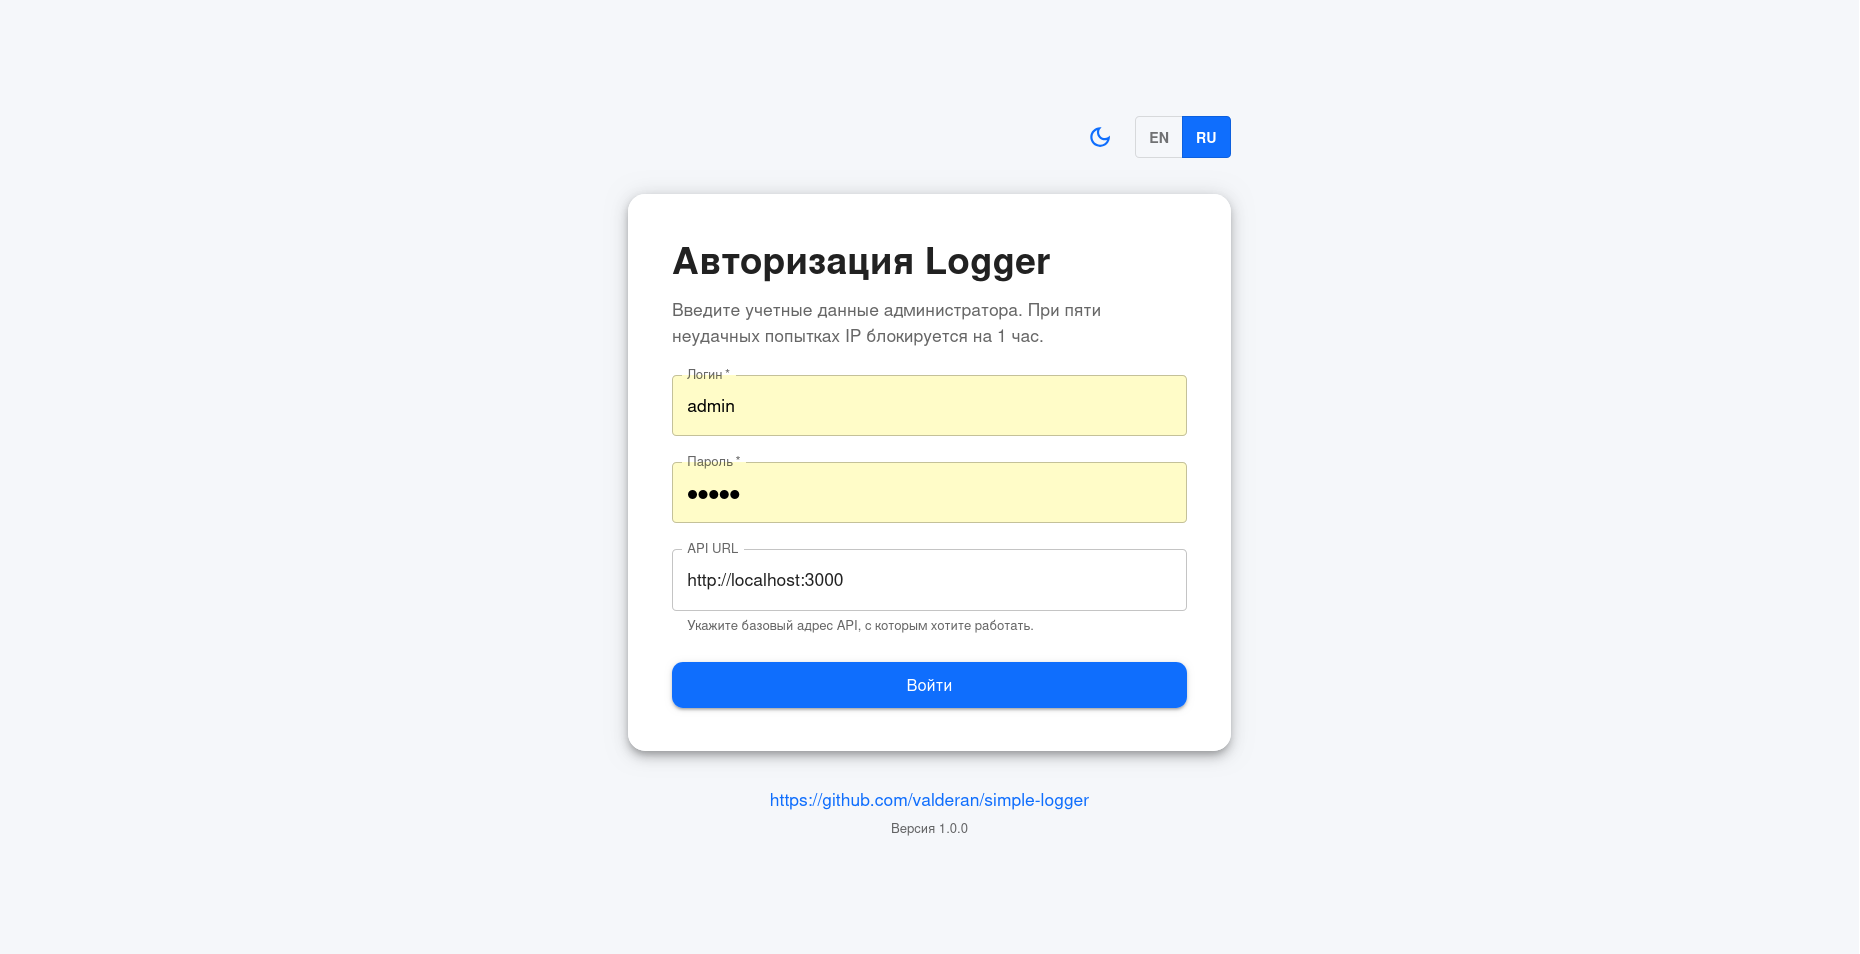 EN
RU
Авторизация Logger
Введите учетные данные администратора. При пяти
неудачных попытках IP блокируется на 1 час.
Логин *
admin
Пароль *
●●●●●
API URL
http://localhost:3000
Укажите базовый адрес API, с которым хотите работать.
Войти
https://github.com/valderan/simple-logger
Версия 1.0.0